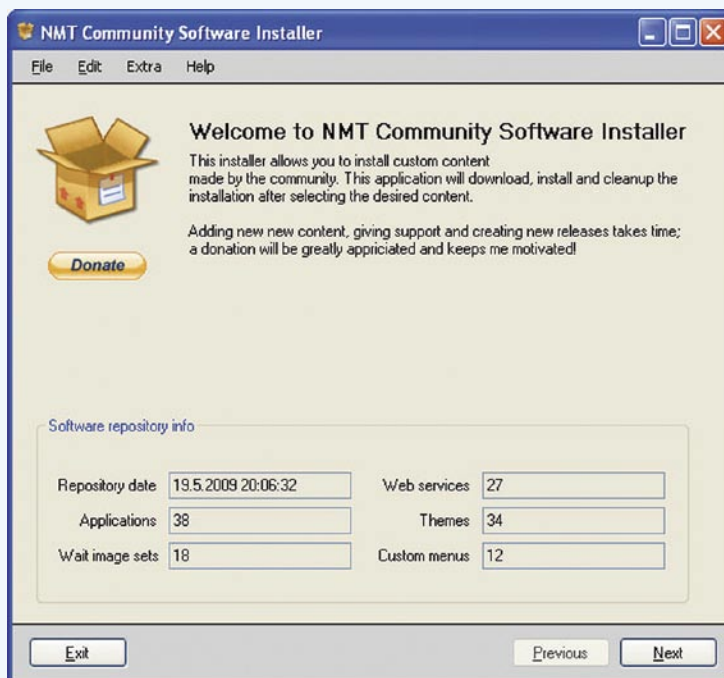 NMT Community Software Installer
File Edit Extra Help
Welcome to NMT Community Software Installer
This installer allows you to install custom content
made by the community. This application will download, install and cleanup the
installation after selecting the desired content.
Adding new new content, giving support and creating new releases takes time;
a donation will be greatly appriciated and keeps me motivated!
Donate
Software repository info
Repository date 19.5.2009 20:06:32 Web services 27
Applications 38 Themes 34
Wait image sets 18 Custom menus 12
Exit Previous Next